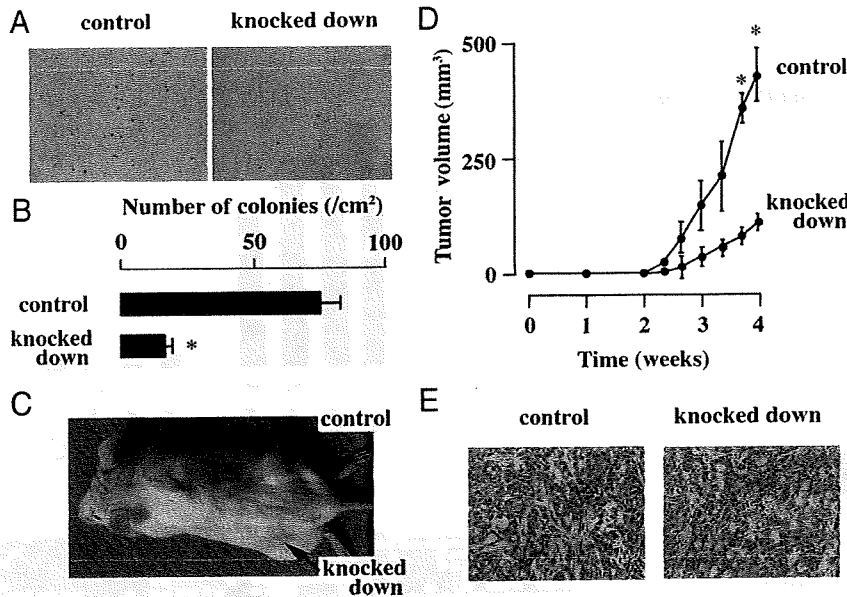 A
control
knocked down
B
Number of colonies (/cm²)
0
50
100
control
knocked
down
*
C
control
knocked
down
D
500
250
0
Tumor volume (mm³)
*
*
control
knocked
down
0
1
2
3
4
Time (weeks)
E
control
knocked down